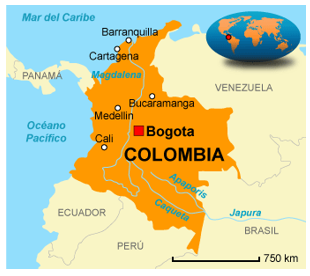 Mar del Caribe
Barranquilla
Cartagena
Magdalena
PANAMÁ
VENEZUELA
Bucaramanga
Medellin
Océano
Pacífico
Cali
Bogota
COLOMBIA
Apaporis
Caqueta
Japura
ECUADOR
BRASIL
PERÚ
750 km